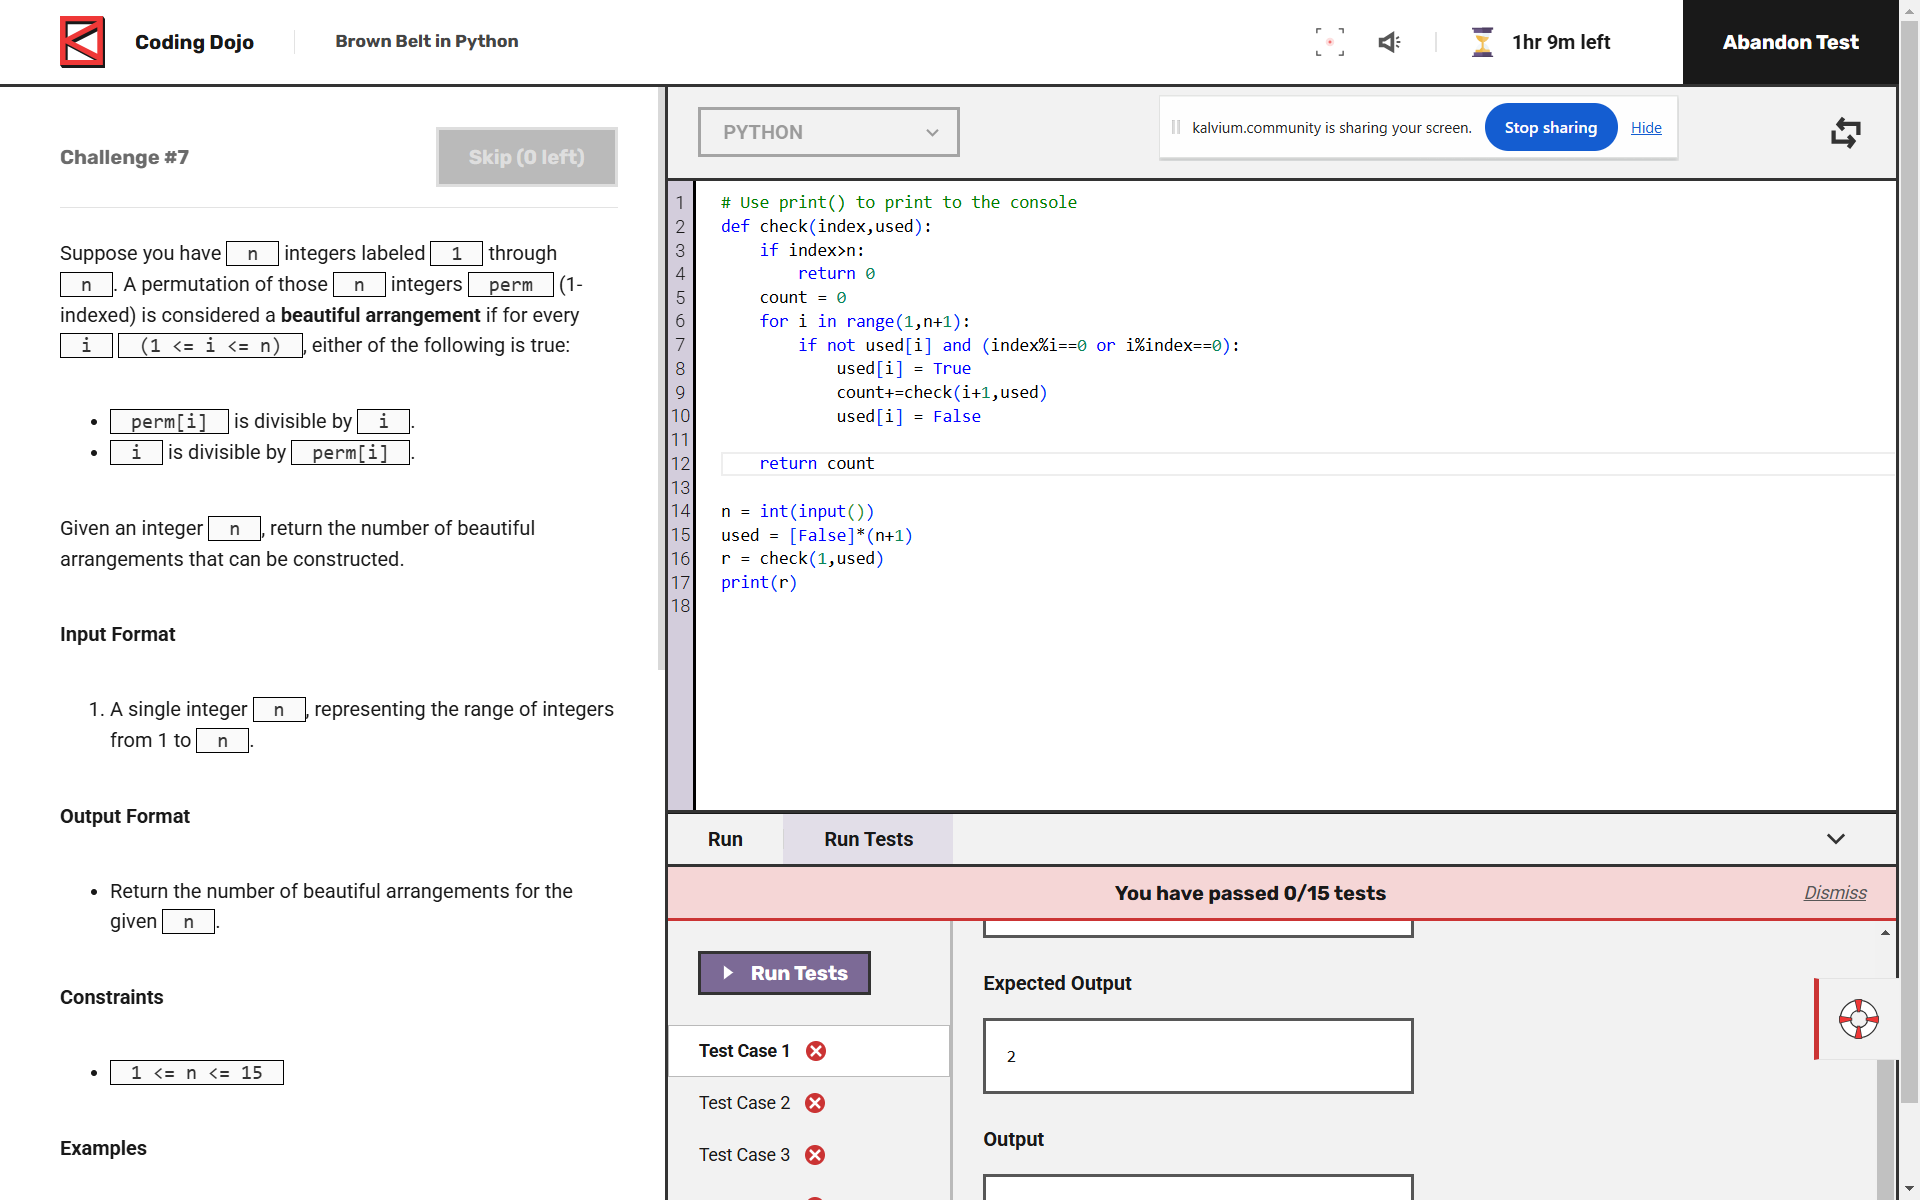 Coding Dojo
Brown Belt in Python
1hr 9m left
Abandon Test
Challenge #7
Skip (0 left)
Suppose you have n integers labeled 1 through
n. A permutation of those n integers perm (1-
indexed) is considered a beautiful arrangement if for every
i (1 <= i <= n), either of the following is true:
• perm[i] is divisible by i.
• i is divisible by perm[i].
Given an integer n, return the number of beautiful
arrangements that can be constructed.
Input Format
1. A single integer n, representing the range of integers
from 1 to n.
Output Format
• Return the number of beautiful arrangements for the
given n.
Constraints
• 1 <= n <= 15
Examples
PYTHON
kalvium.community is sharing your screen.
Stop sharing
Hide
1 # Use print() to print to the console
2 def check(index,used):
3     if index>n:
4         return 0
5     count = 0
6     for i in range(1,n+1):
7         if not used[i] and (index%i==0 or i%index==0):
8             used[i] = True
9             count+=check(i+1,used)
10             used[i] = False
11
12     return count
13
14 n = int(input())
15 used = [False]*(n+1)
16 r = check(1,used)
17 print(r)
18
Run
Run Tests
You have passed 0/15 tests
Dismiss
Run Tests
Test Case 1
Test Case 2
Test Case 3
Expected Output
2
Output